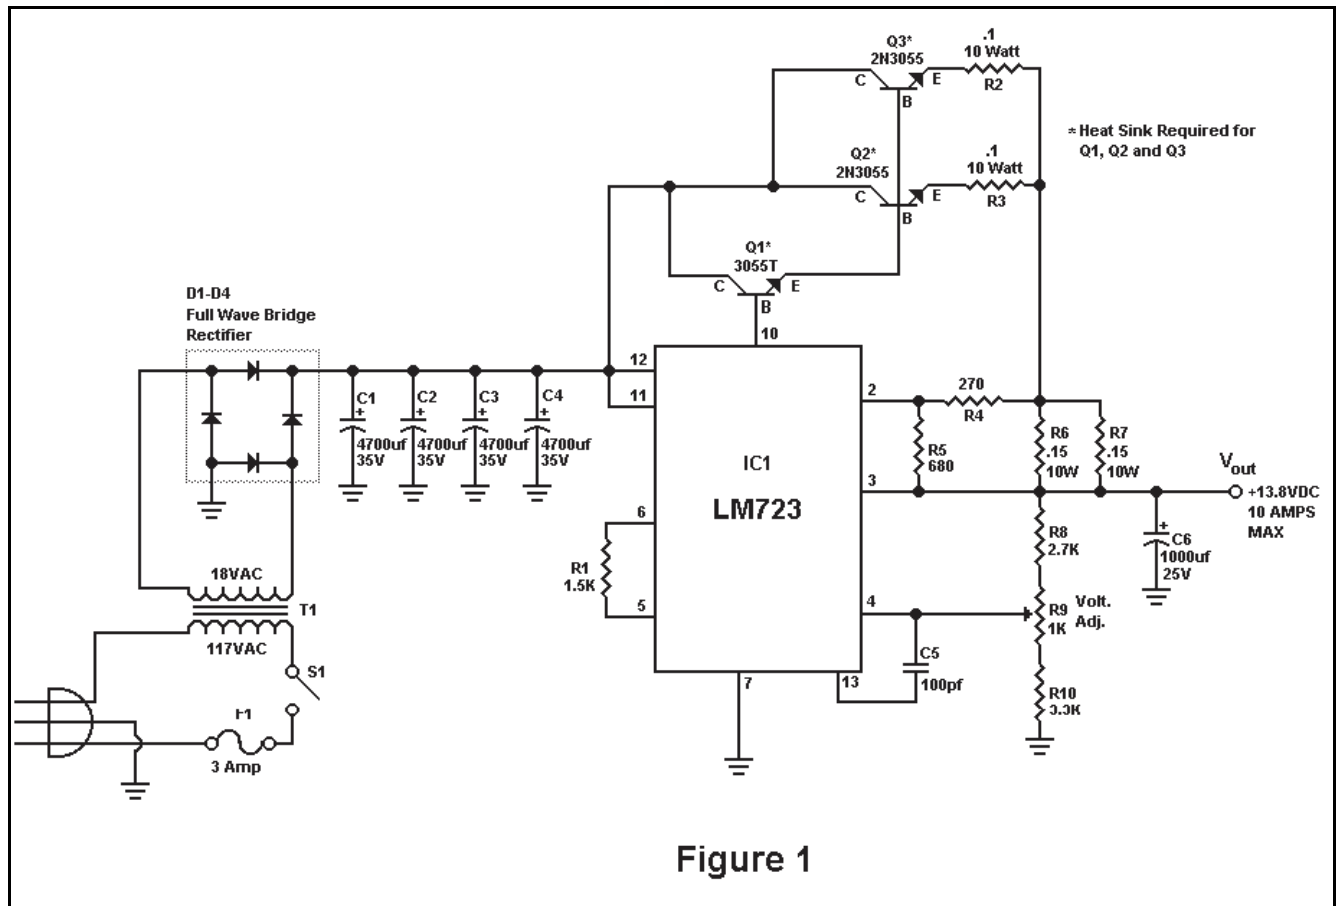 Q3*
2N3055
C
B
E
.1
10 Watt
R2
* Heat Sink Required for
Q1, Q2 and Q3
Q2*
2N3055
C
B
E
.1
10 Watt
R3
Q1*
3055T
C
B
E
10
D1-D4
Full Wave Bridge
Rectifier
C1
+
4700uf
35V
C2
+
4700uf
35V
C3
+
4700uf
35V
C4
+
4700uf
35V
12
11
6
5
R1
1.5K
IC1
LM723
2
3
4
7
13
270
R4
R5
680
R6
.15
10W
R7
.15
10W
Vout
+13.8VDC
10 AMPS
MAX
R8
2.7K
+
C6
1000uf
25V
R9
1K
Volt.
Adj.
C5
100pf
R10
3.3K
18VAC
T1
117VAC
S1
F1
3 Amp
Figure 1